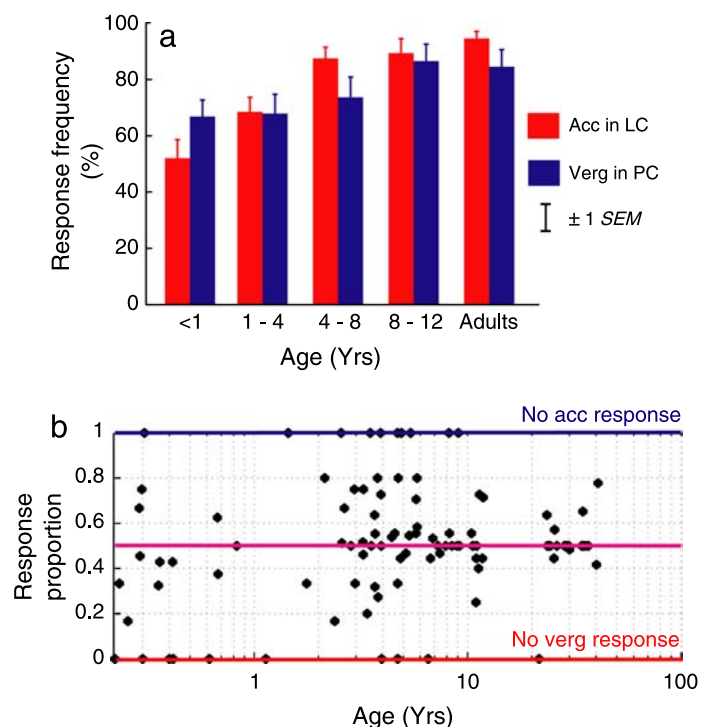 a
100
80
60
40
20
0
Response frequency
(%)
<1 1 - 4 4 - 8 8 - 12 Adults
Age (Yrs)
Acc in LC
Verg in PC
± 1 SEM
b
No acc response
1
0.8
0.6
0.4
0.2
0
Response
proportion
No verg response
1 10 100
Age (Yrs)